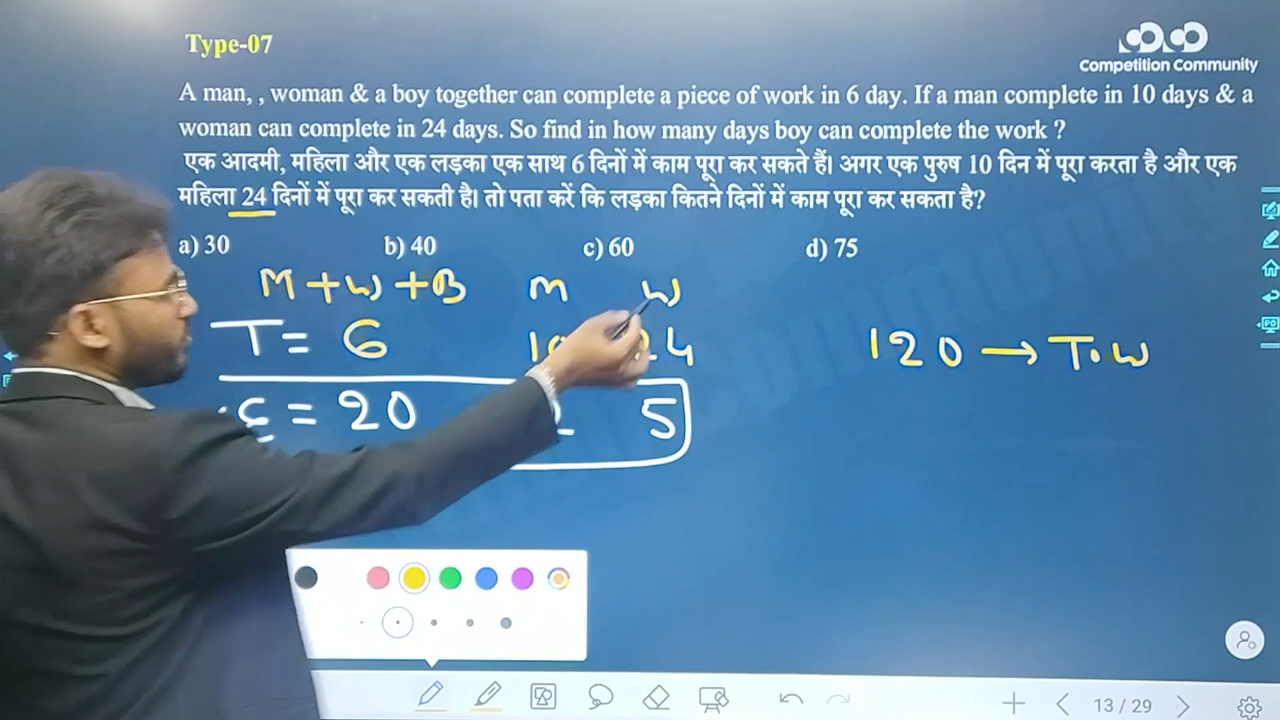 Type-07
Competition Community
A man, , woman & a boy together can complete a piece of work in 6 day. If a man complete in 10 days & a
woman can complete in 24 days. So find in how many days boy can complete the work ?
एक आदमी, महिला और एक लड़का एक साथ 6 दिनों में काम पूरा कर सकते हैं। अगर एक पुरुष 10 दिन में पूरा करता है और एक
महिला 24 दिनों में पूरा कर सकती है। तो पता करें कि लड़का कितने दिनों में काम पूरा कर सकता है?
a) 30 b) 40 c) 60 d) 75
M + W + B m W
T = 6
120 → T.W
E = 20 5
13 / 29